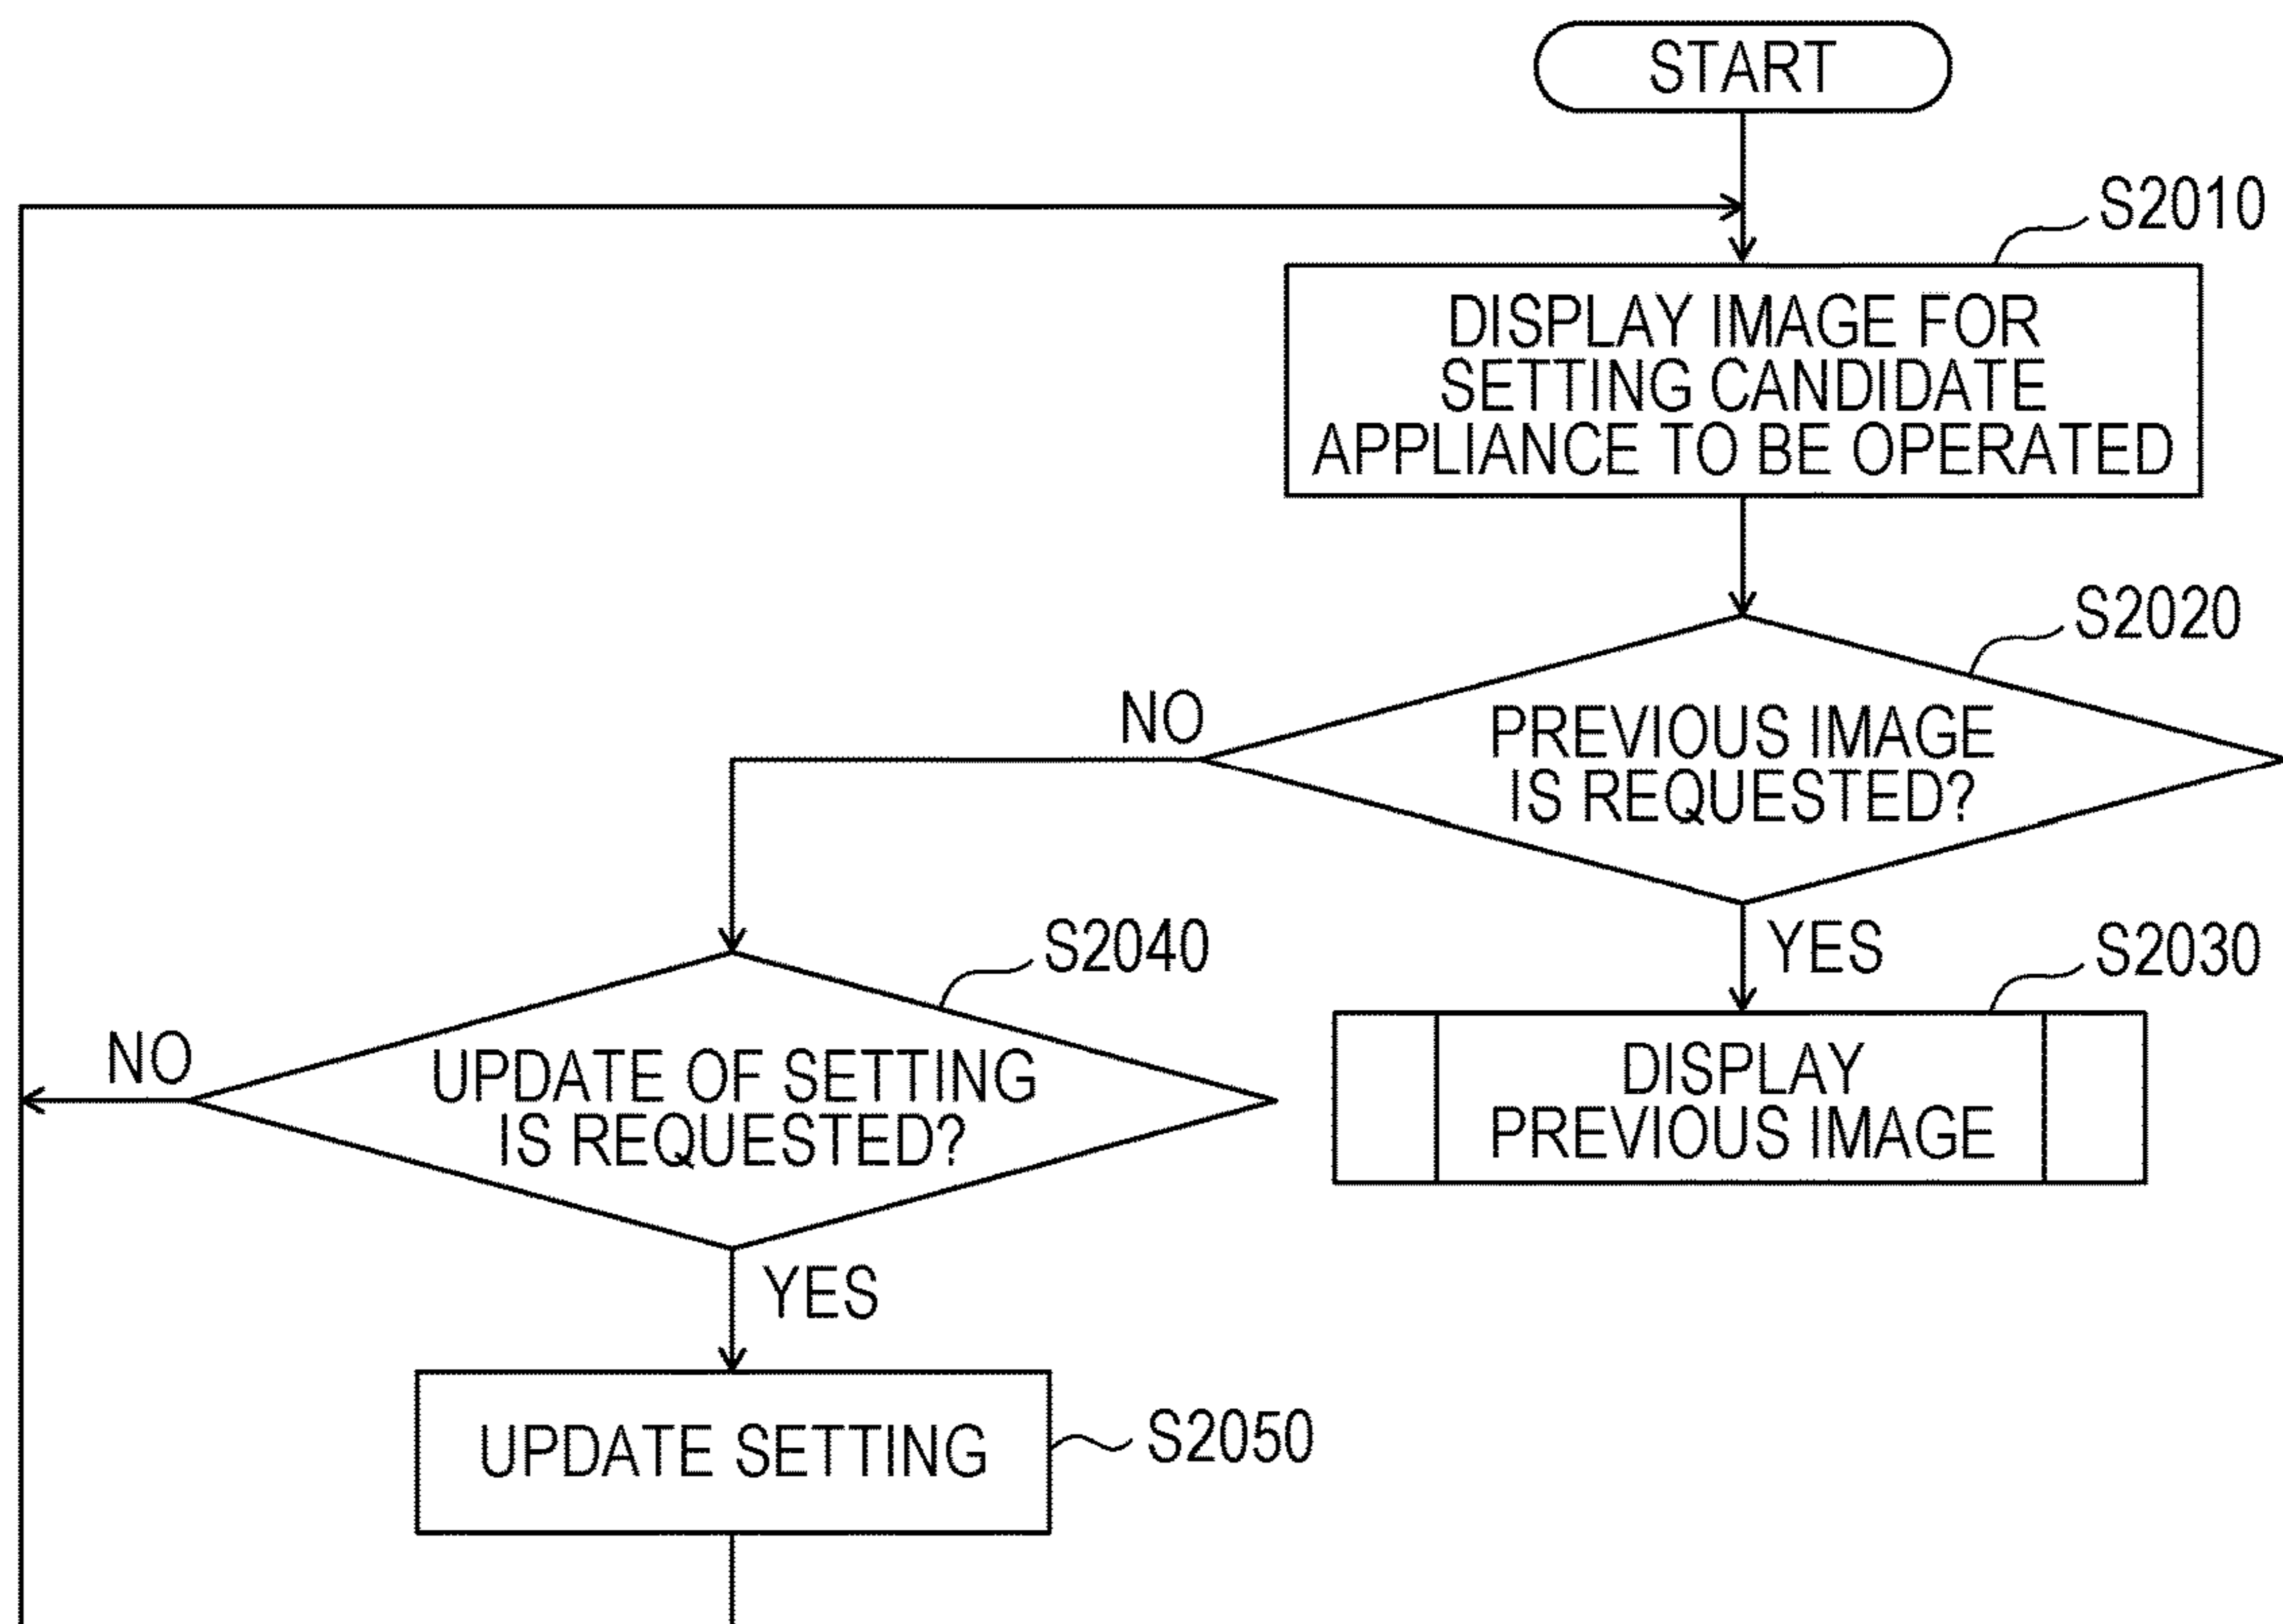 START
S2010
DISPLAY IMAGE FOR
SETTING CANDIDATE
APPLIANCE TO BE OPERATED
S2020
NO
PREVIOUS IMAGE
IS REQUESTED?
S2040
YES
S2030
NO
UPDATE OF SETTING
IS REQUESTED?
DISPLAY
PREVIOUS IMAGE
YES
UPDATE SETTING
S2050